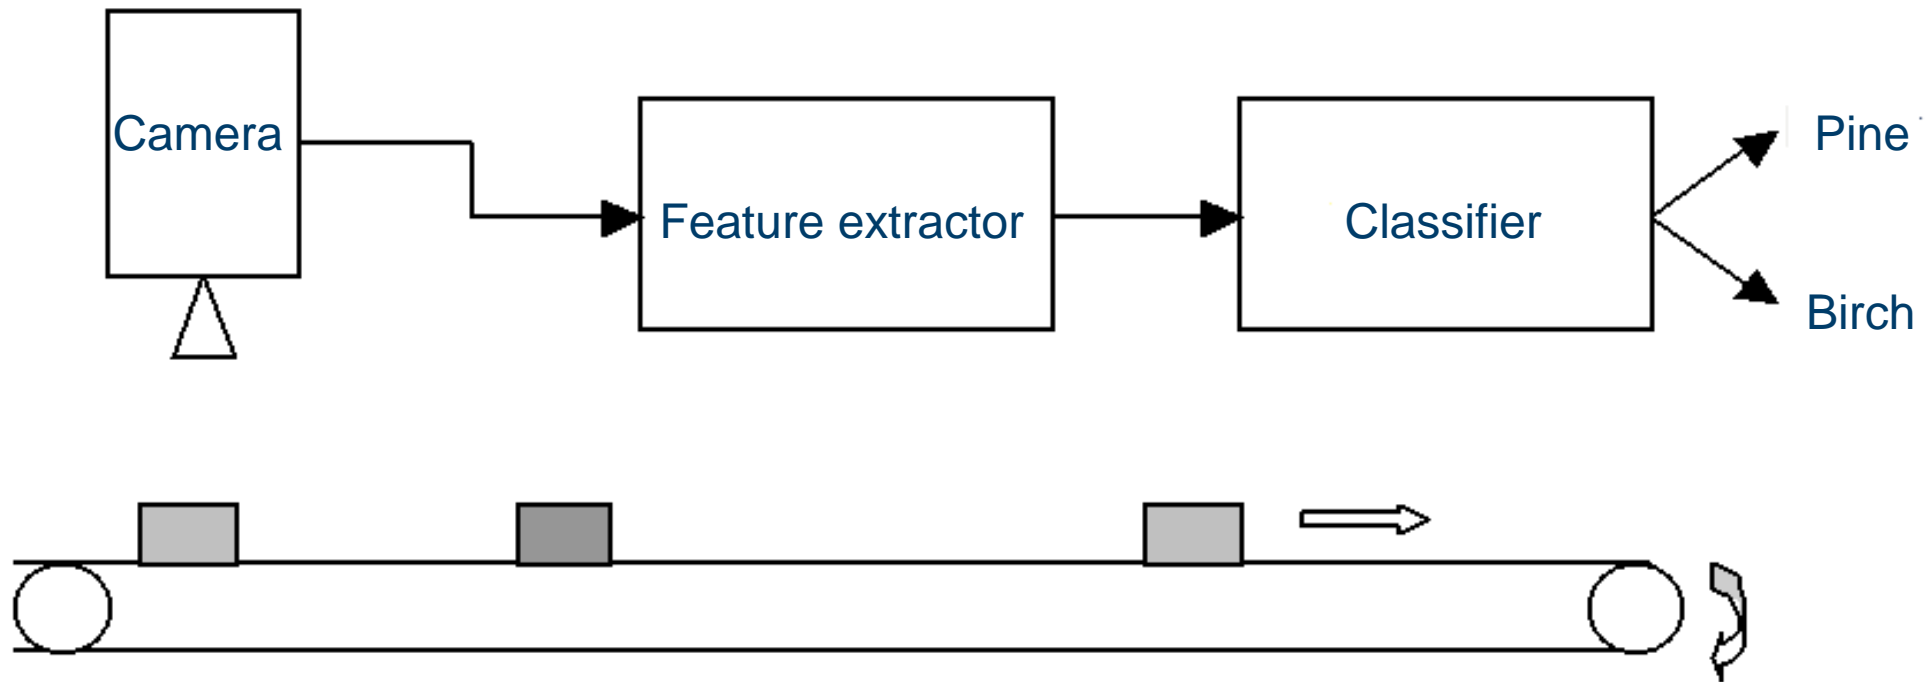 Camera
Feature extractor
Classifier
Pine
Birch